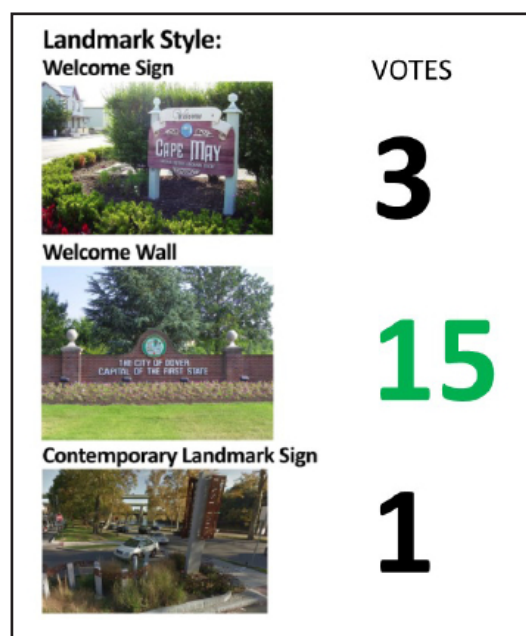 Landmark Style:
Welcome Sign
VOTES
Welcome
CAPE MAY
3
Welcome Wall
THE CITY OF DOVER
CAPITAL OF THE FIRST STATE
15
Contemporary Landmark Sign
1